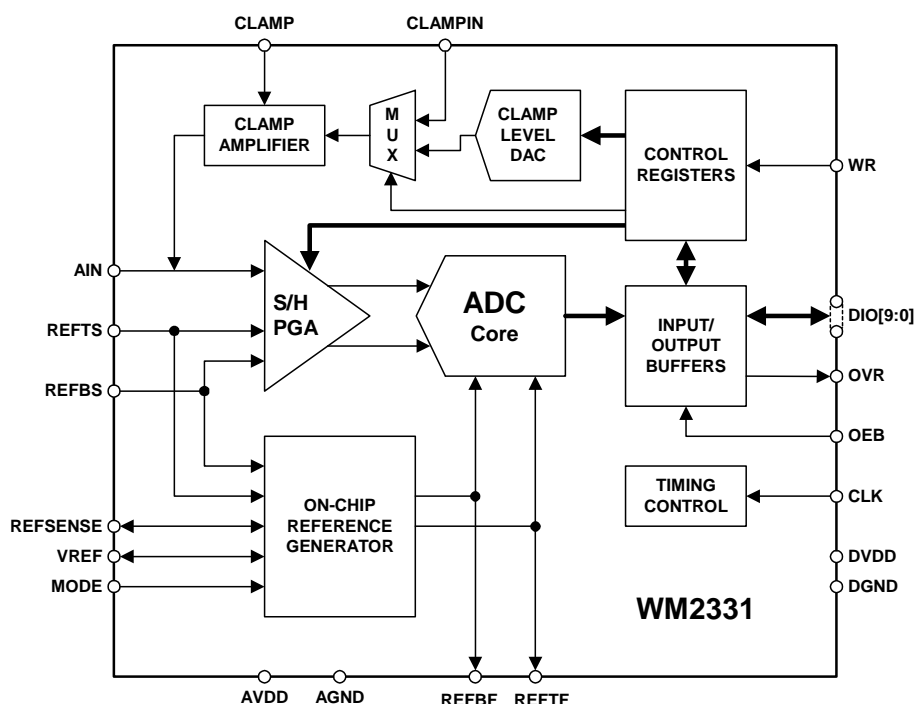 CLAMP
CLAMPIN
CLAMP
AMPLIFIER
M
U
X
CLAMP
LEVEL
DAC
CONTROL
REGISTERS
WR
AIN
S/H
PGA
ADC
Core
INPUT/
OUTPUT
BUFFERS
DIO[9:0]
REFTS
REFBS
OVR
OEB
ON-CHIP
REFERENCE
GENERATOR
TIMING
CONTROL
CLK
REFSENSE
VREF
MODE
DVDD
DGND
WM2331
AVDD
AGND
REFBF
REFTF